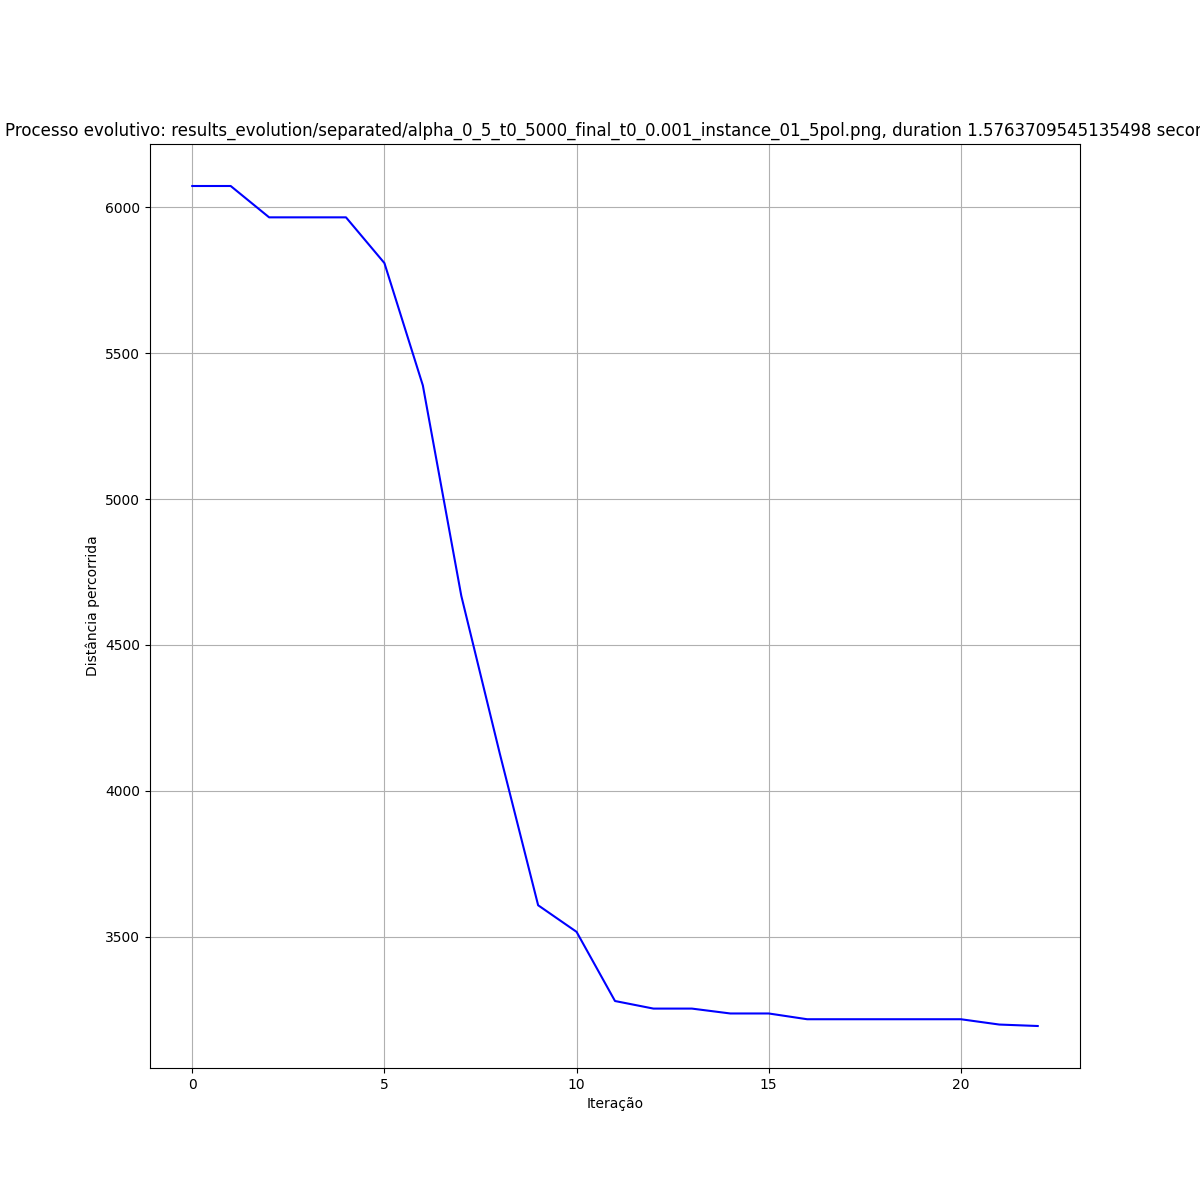 Processo evolutivo: results_evolution/separated/alpha_0_5_t0_5000_final_t0_0.001_instance_01_5pol.png, duration 1.5763709545135498
6000
5500
5000
4500
4000
3500
Distância percorrida
0 5 10 15 20
Iteração